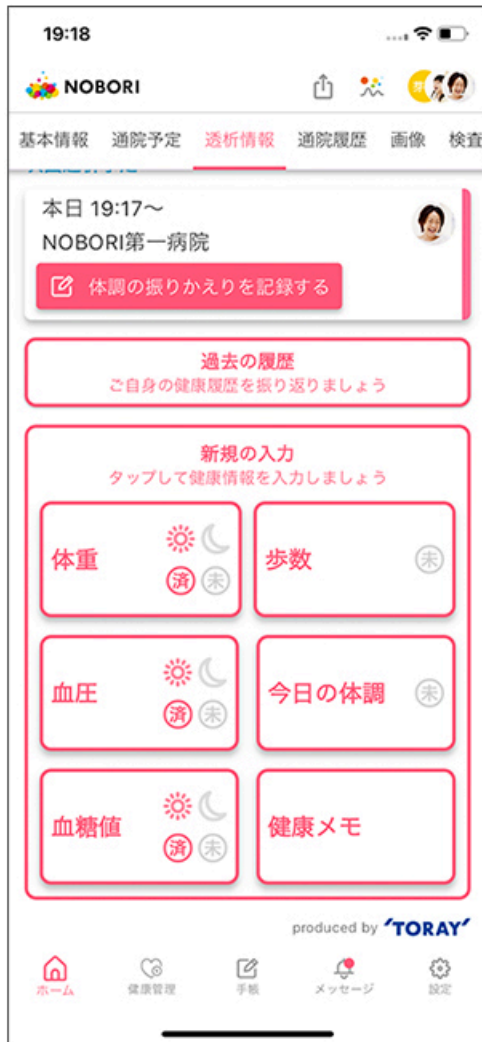 19:18
NOBORI
基本情報 通院予定 透析情報 通院履歴 画像 検査
本日 19:17〜
NOBORI第一病院
体調の振りかえりを記録する
過去の履歴
ご自身の健康履歴を振り返りましょう
新規の入力
タップして健康情報を入力しましょう
体重 済 未
歩数 未
血圧 済 未
今日の体調 未
血糖値 済 未
健康メモ
produced by 'TORAY'
ホーム 健康管理 手帳 メッセージ 設定